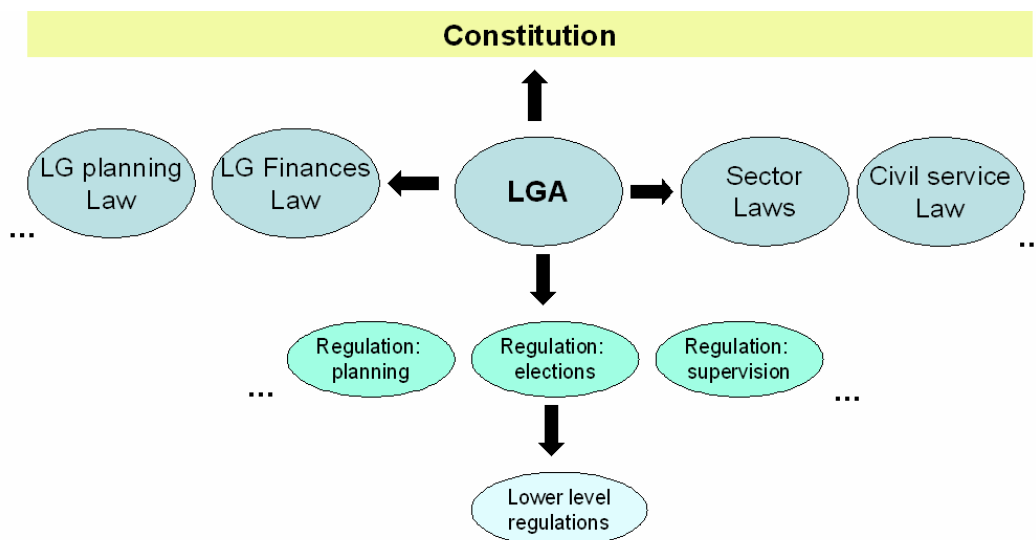 Constitution
LG planning
Law
LG Finances
Law
LGA
Sector
Laws
Civil service
Law
...
..
Regulation:
planning
Regulation:
elections
Regulation:
supervision
...
...
Lower level
regulations